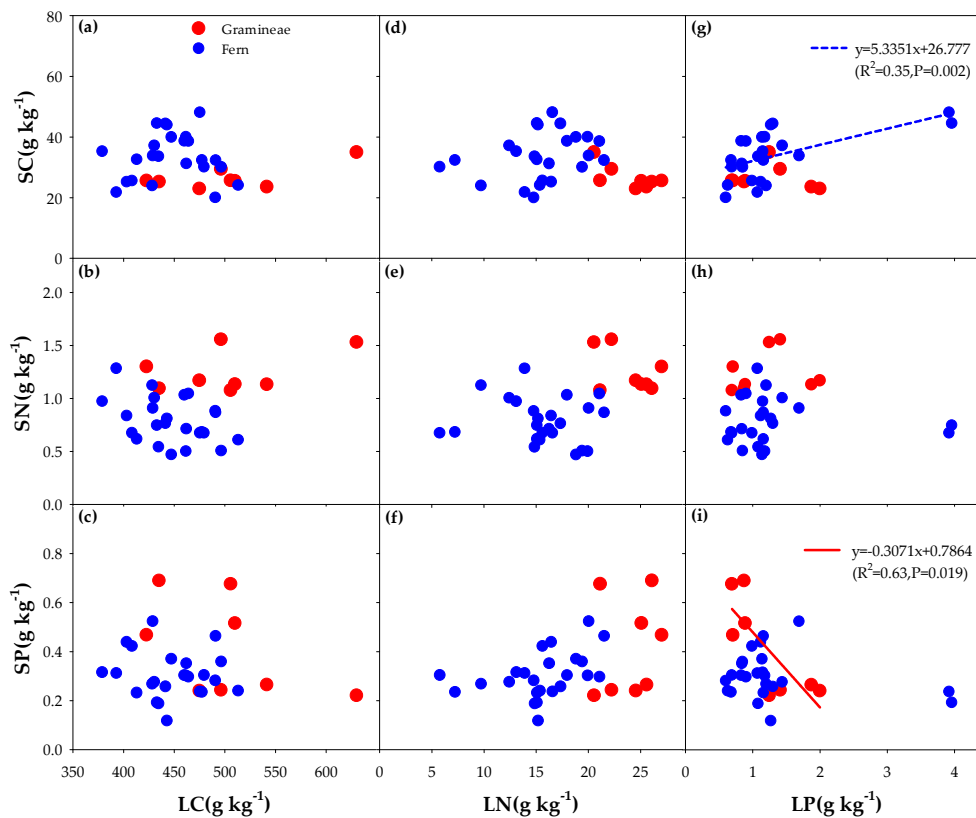 (a)
Gramineae
Fern
(d)
(g)
y=5.3351x+26.777
(R²=0.35,P=0.002)
80
60
40
20
0
SC(g kg⁻¹)
(b)
(e)
(h)
2.0
1.5
1.0
0.5
0.0
SN(g kg⁻¹)
(c)
(f)
(i)
y=-0.3071x+0.7864
(R²=0.63,P=0.019)
0.8
0.6
0.4
0.2
0.0
SP(g kg⁻¹)
350 400 450 500 550 600
0 5 10 15 20 25
0 1 2 3 4
LC(g kg⁻¹)
LN(g kg⁻¹)
LP(g kg⁻¹)